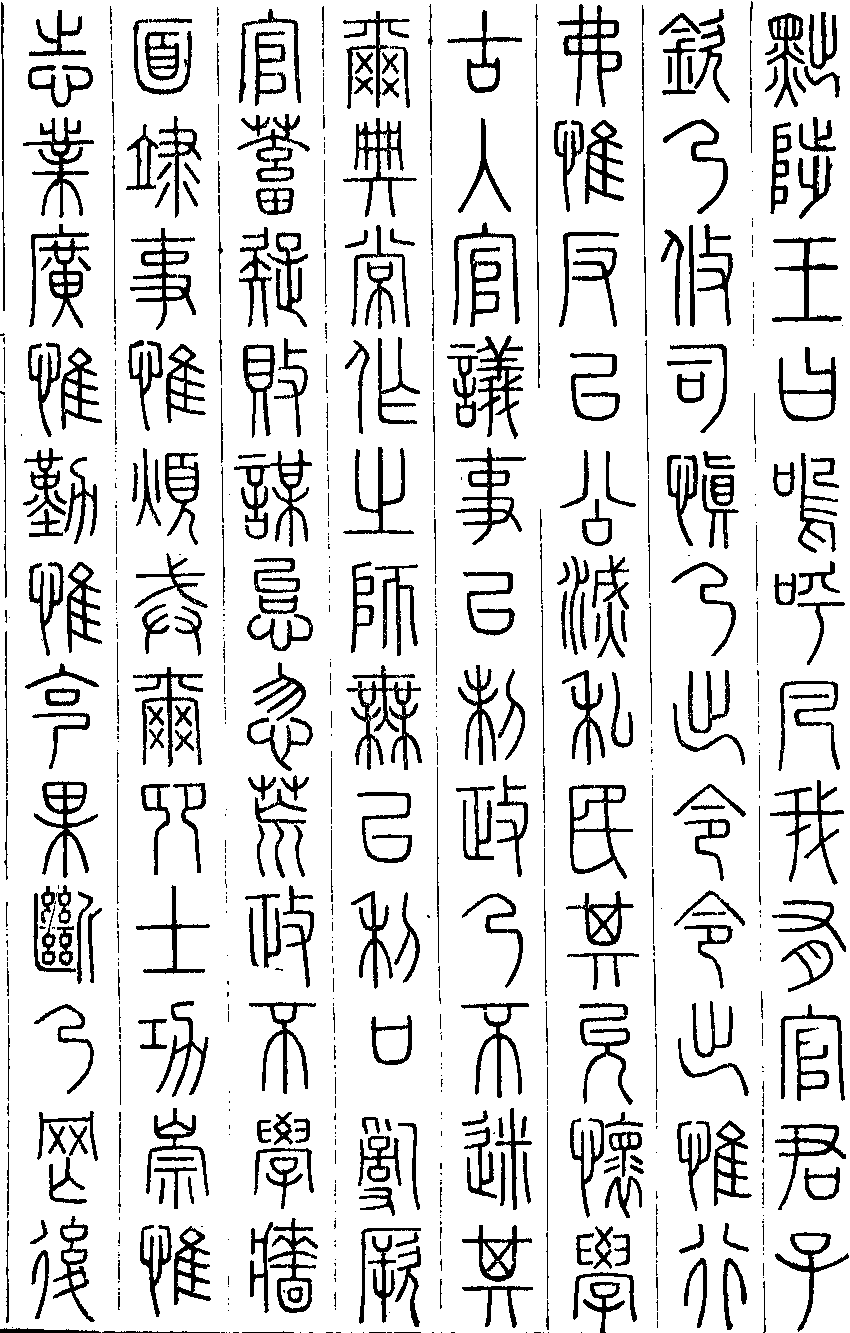 黜陟王曰嗚呼凡我有官君子
欽乃攸司慎乃出令令出惟行
弗惟反以公滅私民其允懷學
古入官議事以制政乃不迷其
爾典常作之師無以利口亂厥
官蓄疑敗謀怠忽荒政不學牆
面䇐事惟煩戒爾卿士功崇惟
志業廣惟勤惟克果斷乃罔後